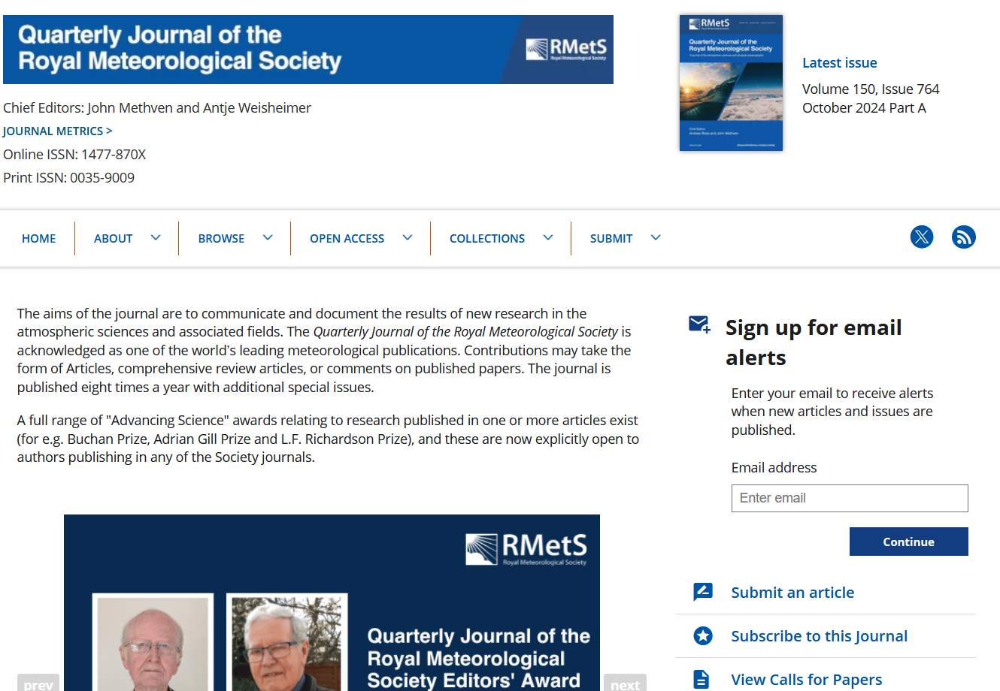 Quarterly Journal of the
Royal Meteorological Society
RMetS
Royal Meteorological Society
RMetS
Quarterly Journal of the
Royal Meteorological Society
Latest issue
Volume 150, Issue 764
October 2024 Part A
Chief Editors: John Methven and Antje Weisheimer
JOURNAL METRICS >
Online ISSN: 1477-870X
Print ISSN: 0035-9009
HOME
ABOUT
BROWSE
OPEN ACCESS
COLLECTIONS
SUBMIT
The aims of the journal are to communicate and document the results of new research in the
atmospheric sciences and associated fields. The Quarterly Journal of the Royal Meteorological Society is
acknowledged as one of the world's leading meteorological publications. Contributions may take the
form of Articles, comprehensive review articles, or comments on published papers. The journal is
published eight times a year with additional special issues.
A full range of "Advancing Science" awards relating to research published in one or more articles exist
(for e.g. Buchan Prize, Adrian Gill Prize and L.F. Richardson Prize), and these are now explicitly open to
authors publishing in any of the Society journals.
RMetS
Royal Meteorological Society
Quarterly Journal of the
Royal Meteorological
Society Editors' Award
prev
next
Sign up for email
alerts
Enter your email to receive alerts
when new articles and issues are
published.
Email address
Enter email
Continue
Submit an article
Subscribe to this Journal
View Calls for Papers